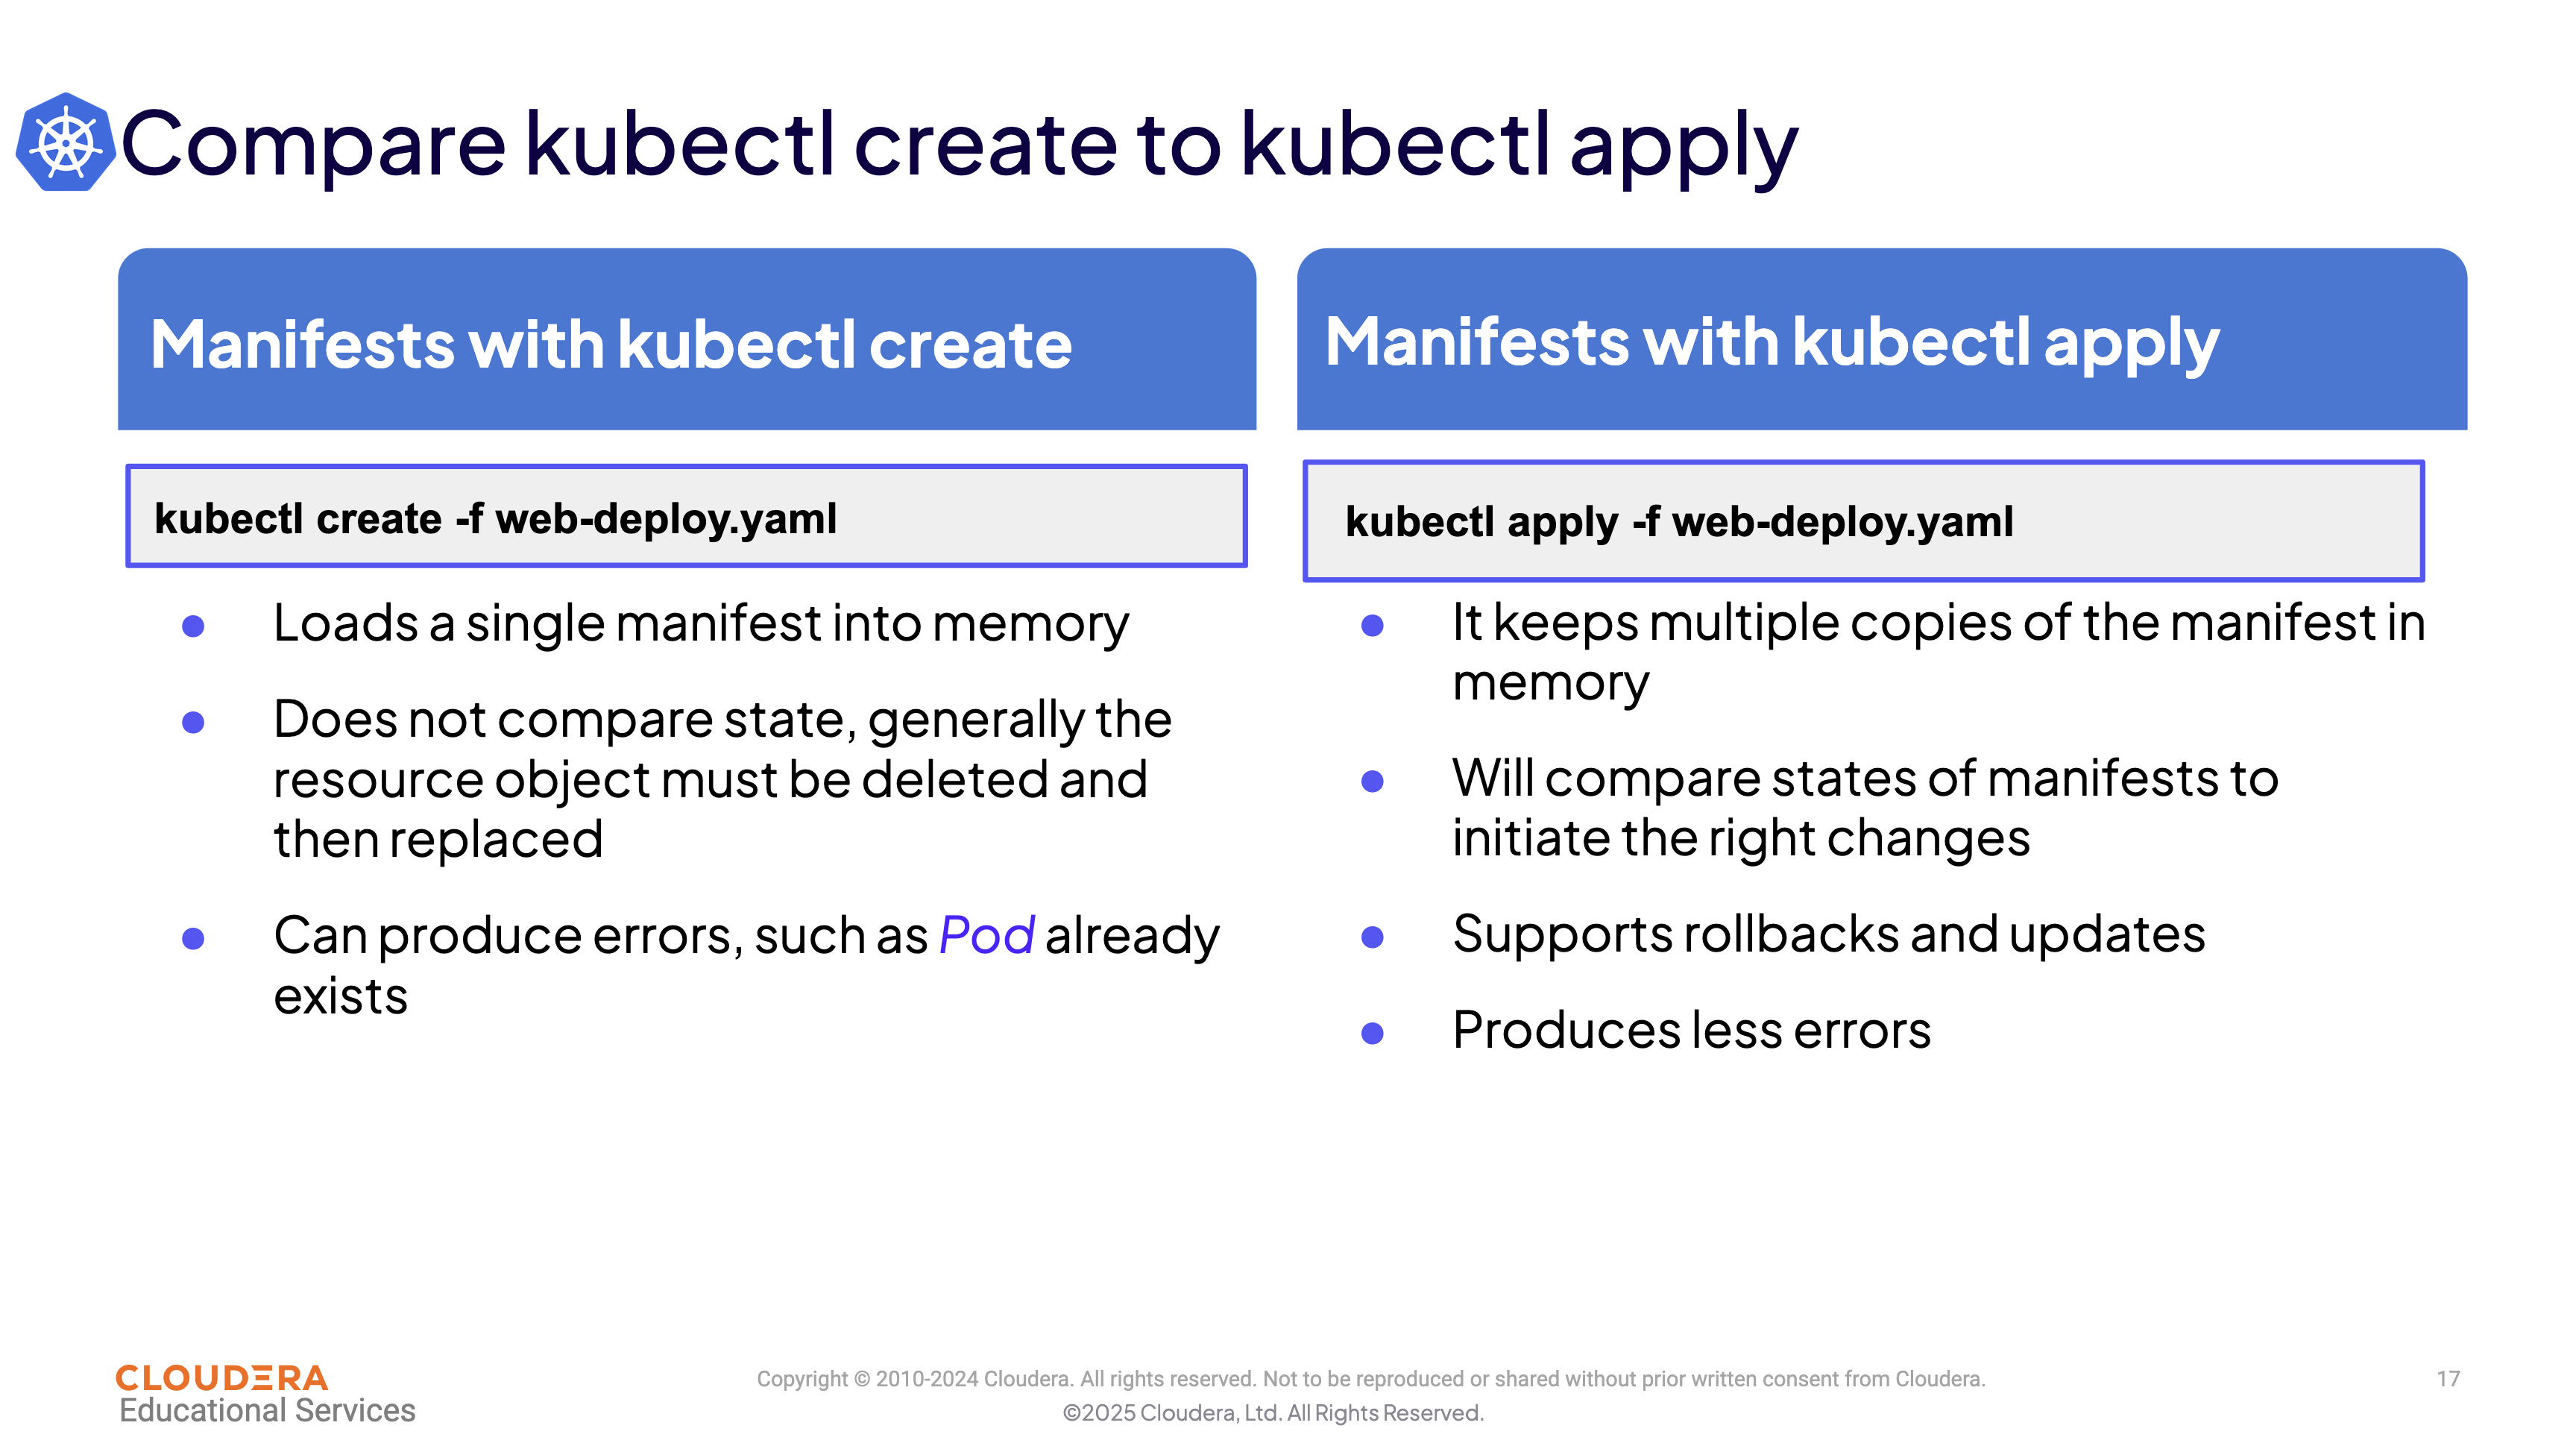 Compare kubectl create to kubectl apply
Manifests with kubectl create
kubectl create -f web-deploy.yaml
Loads a single manifest into memory
Does not compare state, generally the
resource object must be deleted and
then replaced
Can produce errors, such as Pod already
exists
Manifests with kubectl apply
kubectl apply -f web-deploy.yaml
It keeps multiple copies of the manifest in
memory
Will compare states of manifests to
initiate the right changes
Supports rollbacks and updates
Produces less errors
CLOUDERA
Educational Services
Copyright © 2010-2024 Cloudera. All rights reserved. Not to be reproduced or shared without prior written consent from Cloudera.
©2025 Cloudera, Ltd. All Rights Reserved.
17